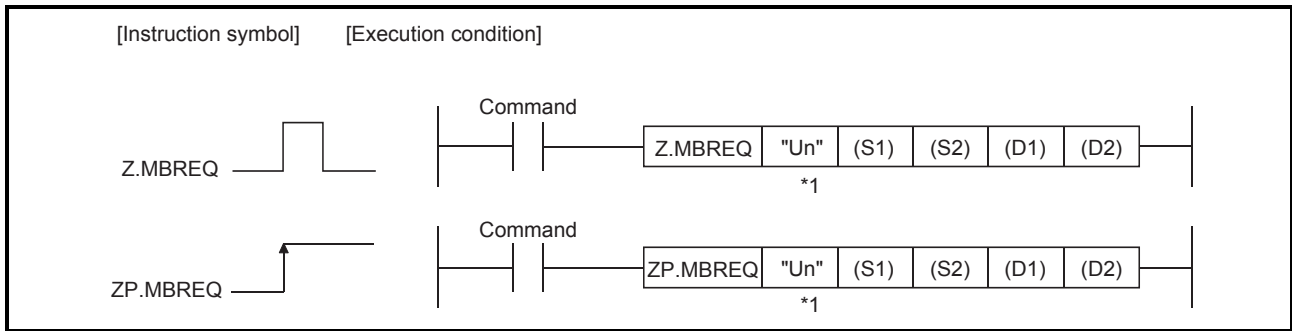 [Instruction symbol] [Execution condition]
Command
Z.MBREQ Z.MBREQ "Un" (S1) (S2) (D1) (D2)
*1
Command
ZP.MBREQ ZP.MBREQ "Un" (S1) (S2) (D1) (D2)
*1